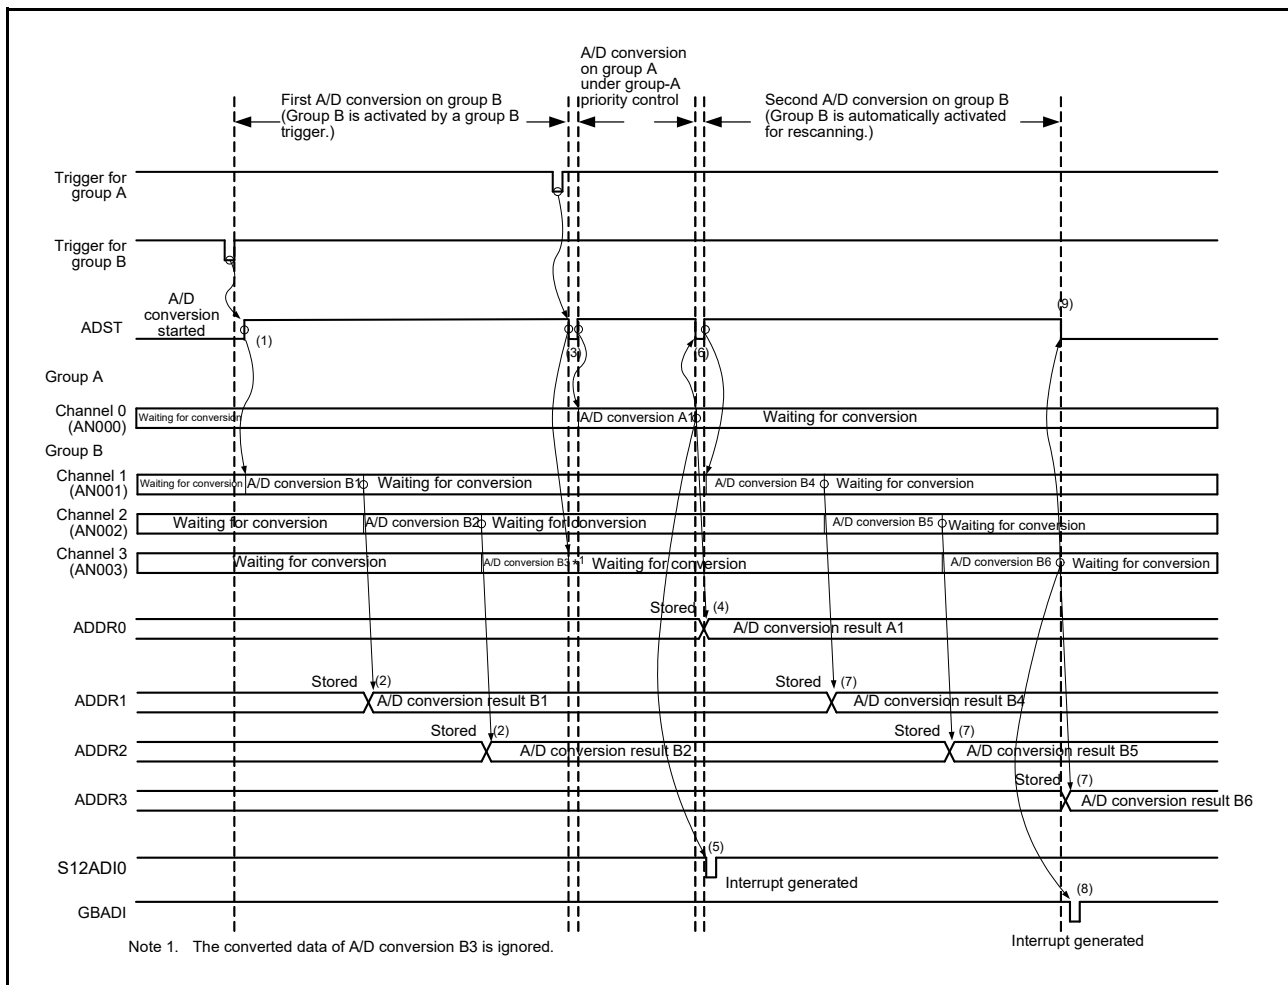 A/D conversion
on group A
under group-A
priority control
First A/D conversion on group B
(Group B is activated by a group B
trigger.)
Second A/D conversion on group B
(Group B is automatically activated
for rescanning.)
Trigger for
group A
Trigger for
group B
A/D
conversion
started
ADST
(1)
(3)
(6)
(9)
Group A
Channel 0
(AN000)
Waiting for conversion
A/D conversion A1
Waiting for conversion
Group B
Channel 1
(AN001)
Waiting for conversion
A/D conversion B1
Waiting for conversion
A/D conversion B4
Waiting for conversion
Channel 2
(AN002)
Waiting for conversion
A/D conversion B2
Waiting for conversion
A/D conversion B5
Waiting for conversion
Channel 3
(AN003)
Waiting for conversion
A/D conversion B3 *1
Waiting for conversion
A/D conversion B6
Waiting for conversion
ADDR0
Stored
(4)
A/D conversion result A1
ADDR1
Stored
(2)
A/D conversion result B1
Stored
(7)
A/D conversion result B4
ADDR2
Stored
(2)
A/D conversion result B2
Stored
(7)
A/D conversion result B5
ADDR3
Stored
(7)
A/D conversion result B6
S12ADI0
(5)
Interrupt generated
GBADI
(8)
Interrupt generated
Note 1. The converted data of A/D conversion B3 is ignored.